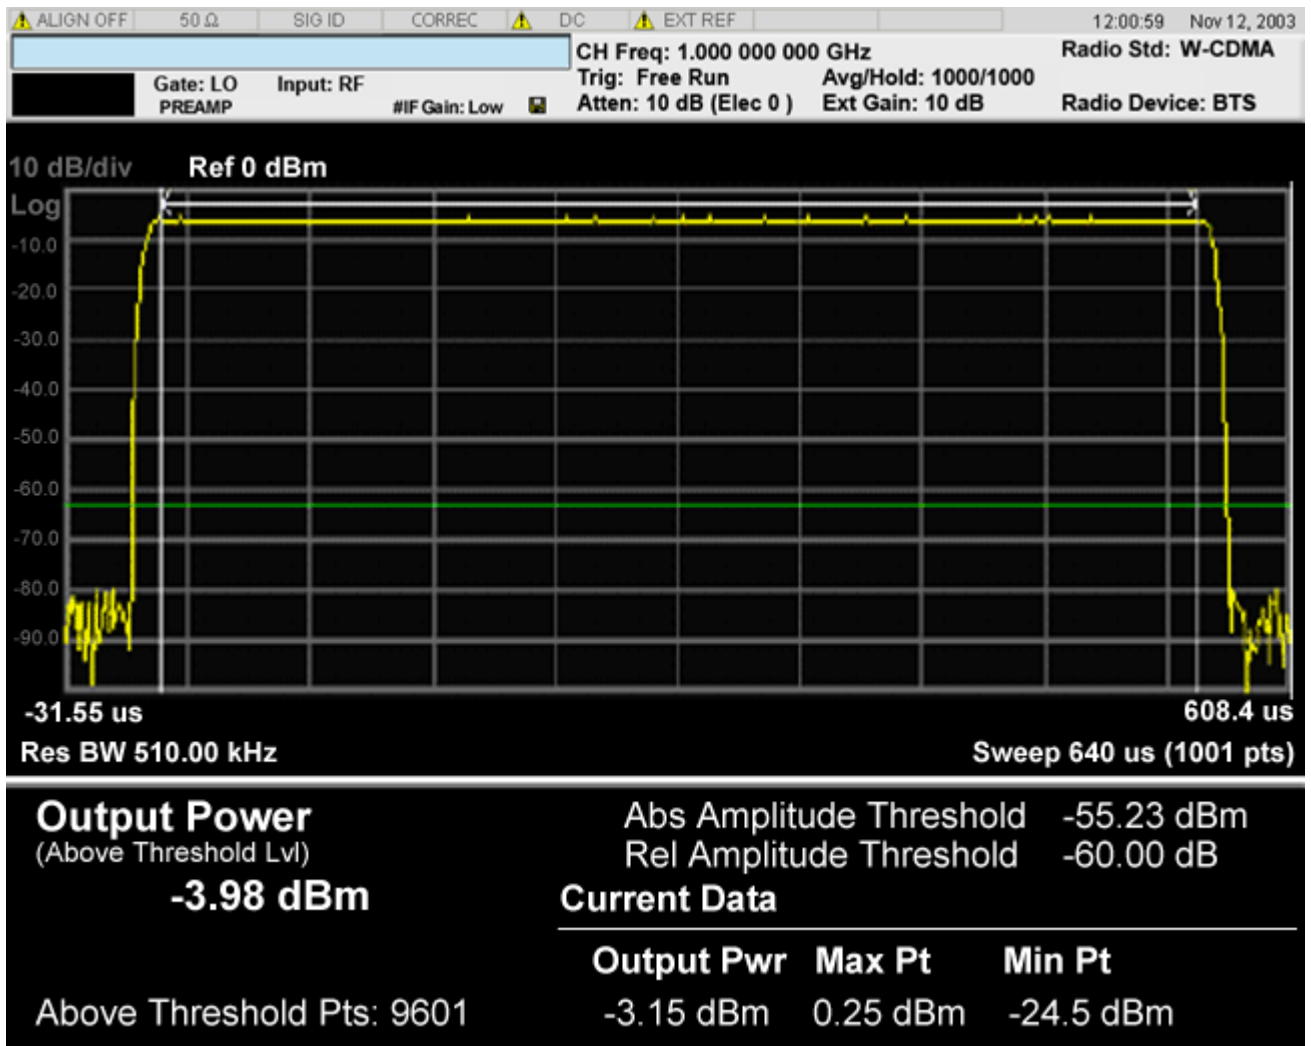 ALIGN OFF 50 Ω SIG ID CORREC DC EXT REF 12:00:59 Nov 12, 2003
CH Freq: 1.000 000 000 GHz Radio Std: W-CDMA
Gate: LO Input: RF Trig: Free Run Avg/Hold: 1000/1000
PREAMP #IF Gain: Low Atten: 10 dB (Elec 0 ) Ext Gain: 10 dB Radio Device: BTS
10 dB/div Ref 0 dBm
Log
-10.0
-20.0
-30.0
-40.0
-50.0
-60.0
-70.0
-80.0
-90.0
-31.55 us 608.4 us
Res BW 510.00 kHz Sweep 640 us (1001 pts)
Output Power Abs Amplitude Threshold -55.23 dBm
(Above Threshold Lvl) Rel Amplitude Threshold -60.00 dB
-3.98 dBm Current Data
Output Pwr Max Pt Min Pt
Above Threshold Pts: 9601 -3.15 dBm 0.25 dBm -24.5 dBm